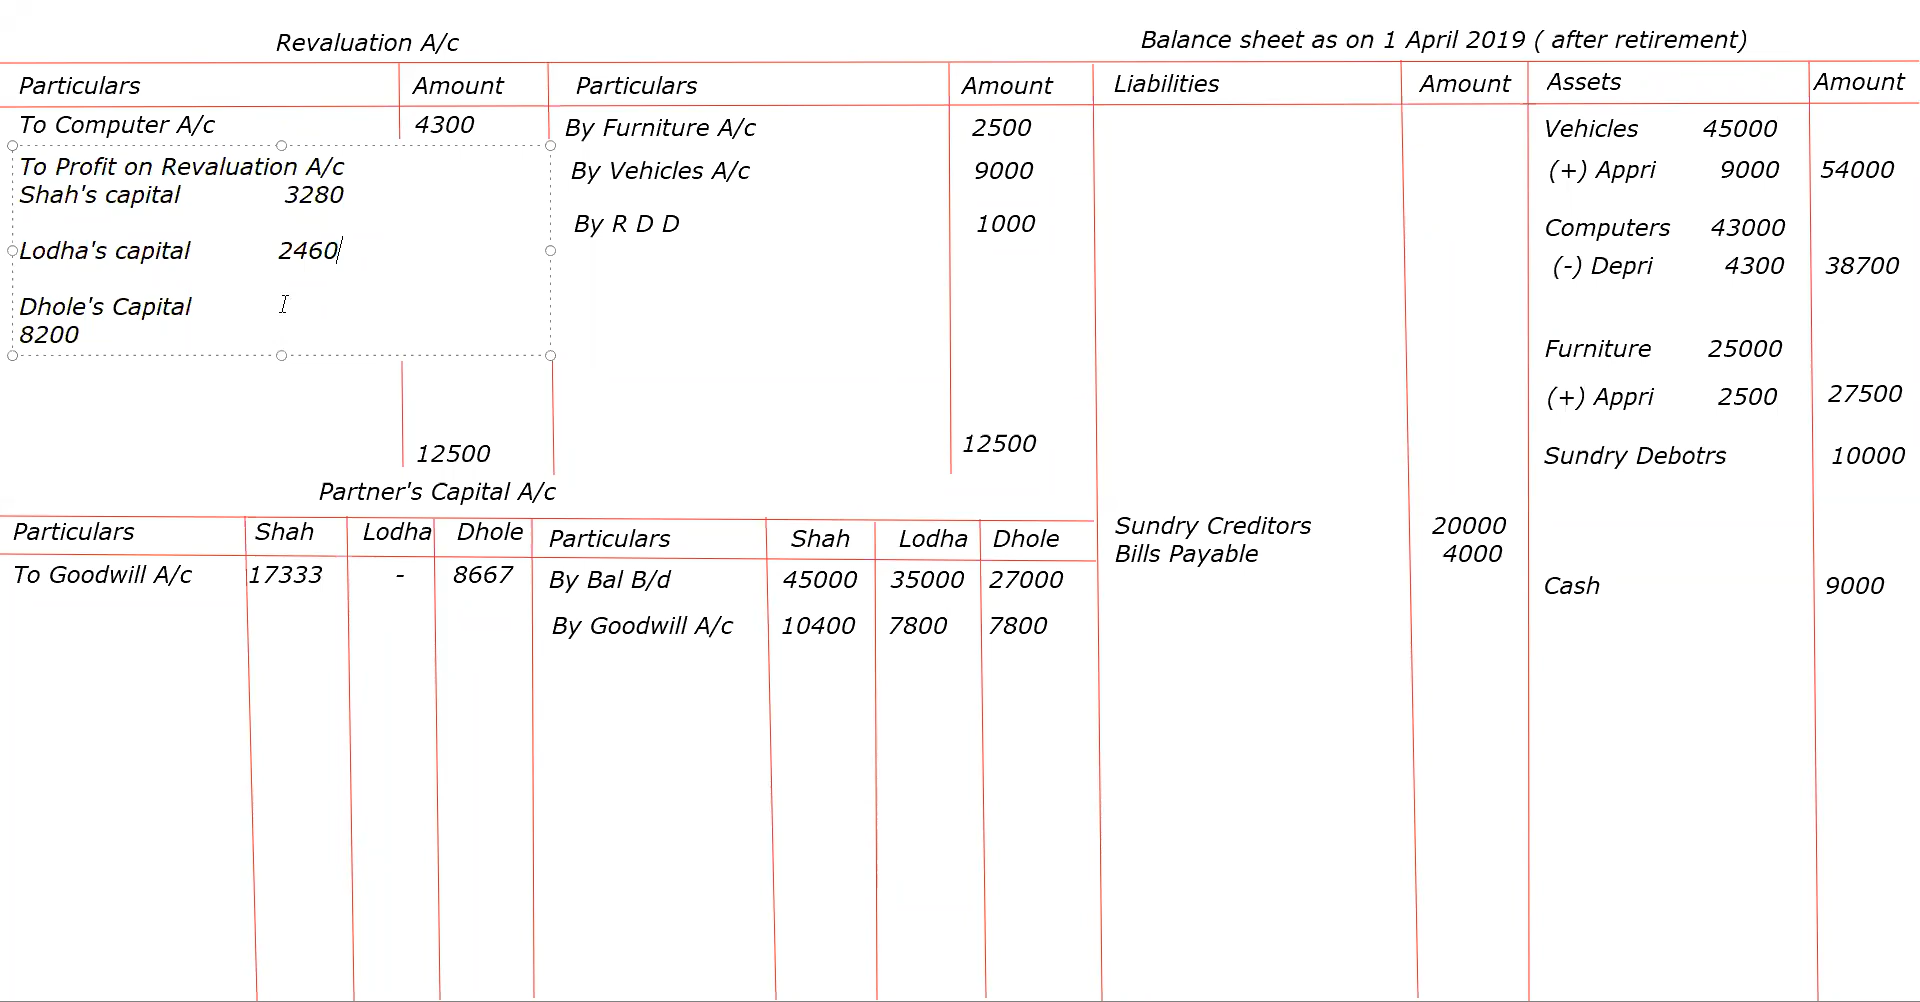 Revaluation A/c
Particulars Amount Particulars Amount
To Computer A/c 4300 By Furniture A/c 2500
To Profit on Revaluation A/c By Vehicles A/c 9000
Shah's capital 3280
By R D D 1000
Lodha's capital 2460
Dhole's Capital
8200
12500 12500
Partner's Capital A/c
Particulars Shah Lodha Dhole Particulars Shah Lodha Dhole
To Goodwill A/c 17333 - 8667 By Bal B/d 45000 35000 27000
By Goodwill A/c 10400 7800 7800
Balance sheet as on 1 April 2019 ( after retirement)
Liabilities Amount Assets Amount
Vehicles 45000
(+) Appri 9000 54000
Computers 43000
(-) Depri 4300 38700
Furniture 25000
(+) Appri 2500 27500
Sundry Debotrs 10000
Sundry Creditors 20000
Bills Payable 4000
Cash 9000